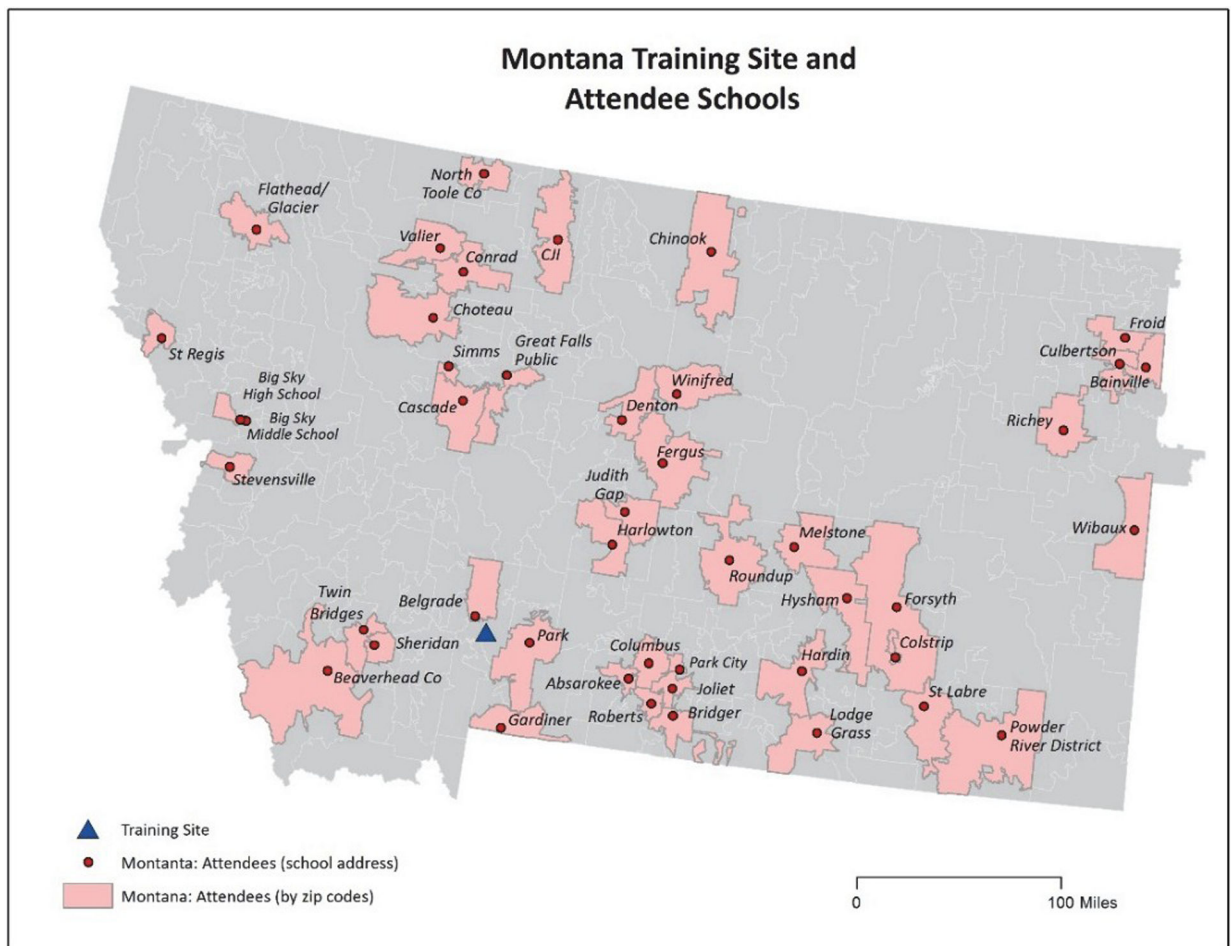 Montana Training Site and
Attendee Schools
North
Toole Co
Flathead/
Glacier
Valier
Conrad
CJI
Chinook
Choteau
St Regis
Simms
Great Falls
Public
Froid
Culbertson
Bainville
Big Sky
High School
Big Sky
Middle School
Cascade
Winifred
Denton
Richey
Stevensville
Fergus
Judith
Gap
Harlowton
Melstone
Wibaux
Roundup
Twin
Bridges
Belgrade
Hysham
Forsyth
Sheridan
Park
Columbus
Park City
Hardin
Colstrip
Beaverhead Co
Absarokee
Joliet
St Labre
Gardiner
Roberts
Bridger
Lodge
Grass
Powder
River District
Training Site
Montanta: Attendees (school address)
Montana: Attendees (by zip codes)
0
100 Miles